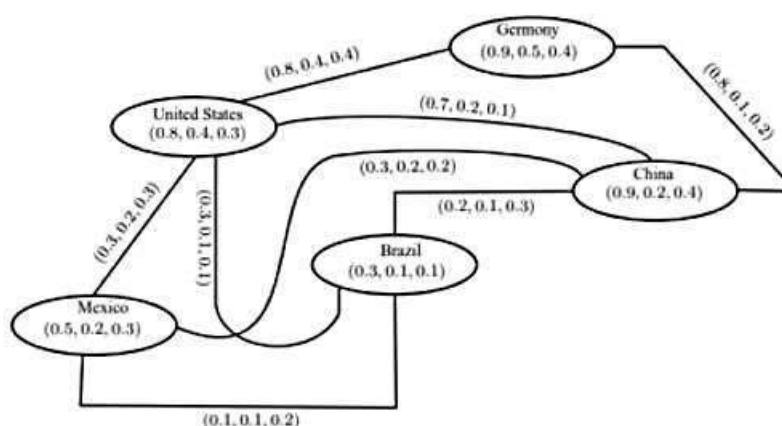 Germony
(0.9, 0.5, 0.4)
(0.8, 0.4, 0.4)
(0.8, 0.1, 0.2)
United States
(0.8, 0.4, 0.3)
(0.7, 0.2, 0.1)
(0.3, 0.2, 0.2)
China
(0.9, 0.2, 0.4)
(0.3, 0.2, 0.3)
(0.3, 0.1, 0.1)
(0.2, 0.1, 0.3)
Brazil
(0.3, 0.1, 0.1)
Mexico
(0.5, 0.2, 0.3)
(0.1, 0.1, 0.2)